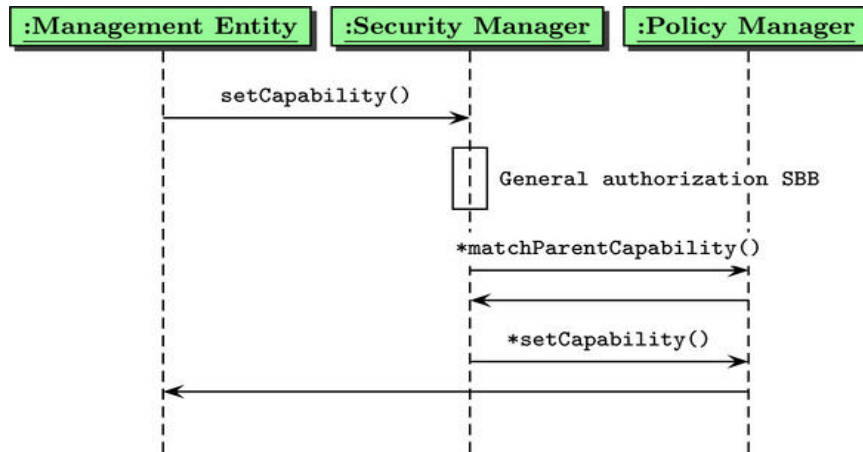 :Management Entity :Security Manager :Policy Manager
setCapability()
General authorization SBB
*matchParentCapability()
*setCapability()